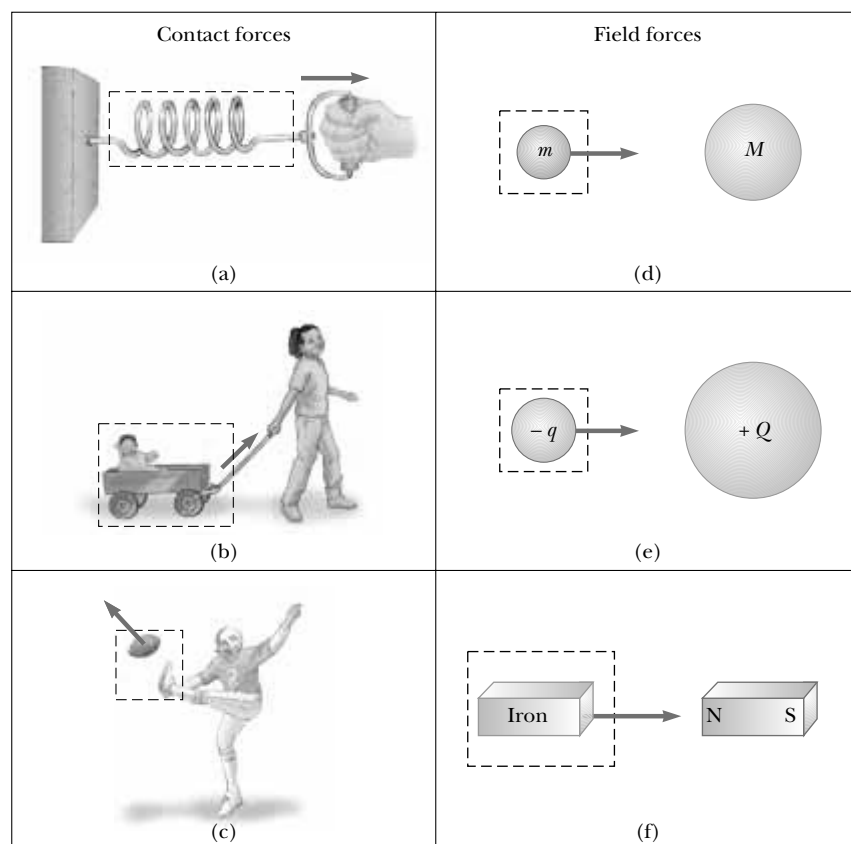 Contact forces
Field forces
m
M
(a)
(d)
– q
+ Q
(b)
(e)
Iron
N
S
(c)
(f)